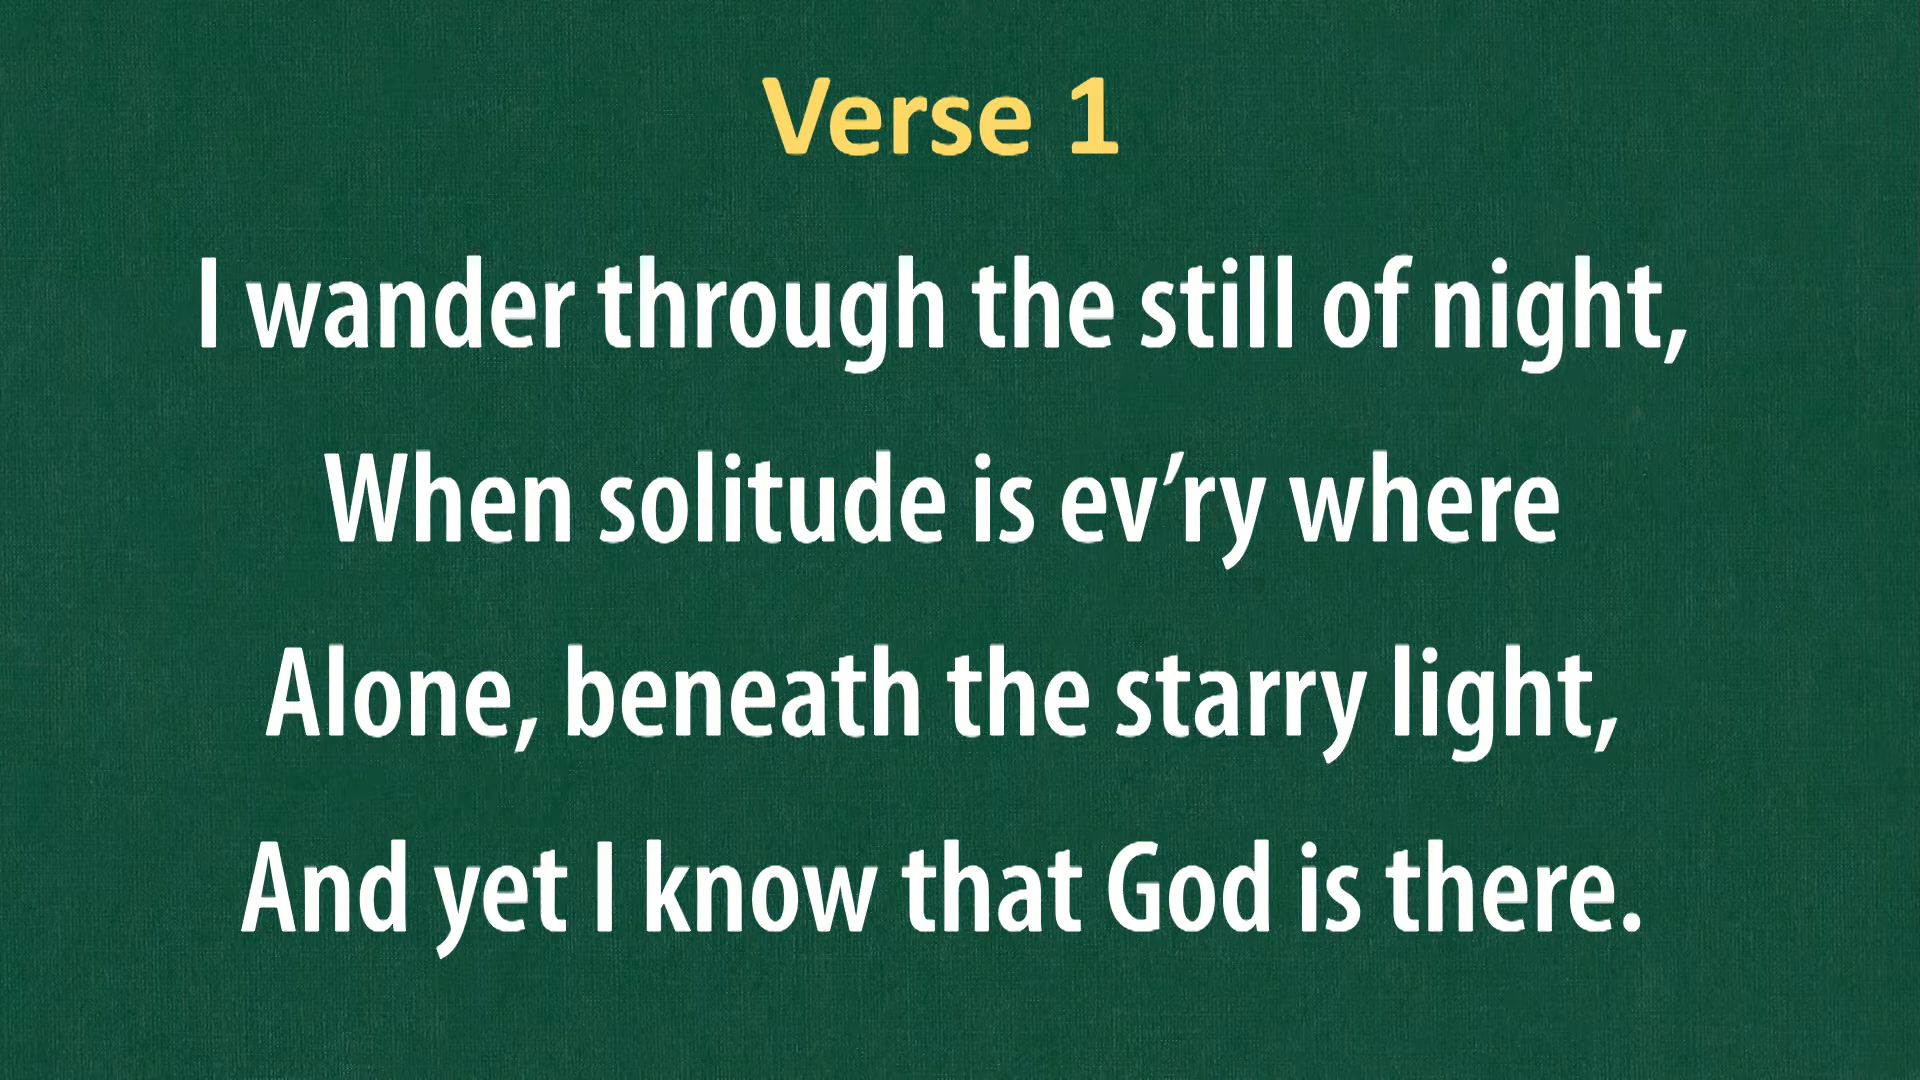 Verse 1
I wander through the still of night,
When solitude is ev’ry where
Alone, beneath the starry light,
And yet I know that God is there.